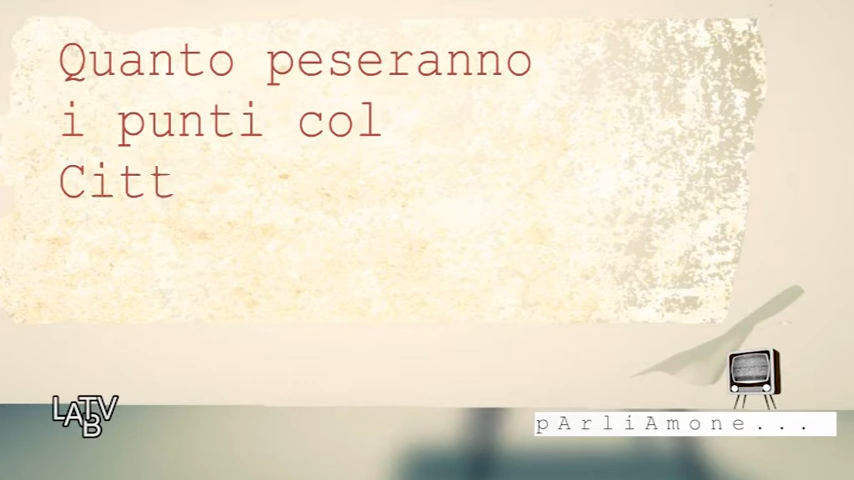 Quanto peseranno
i punti col
Citt
LA TV
B
pArliAmone...